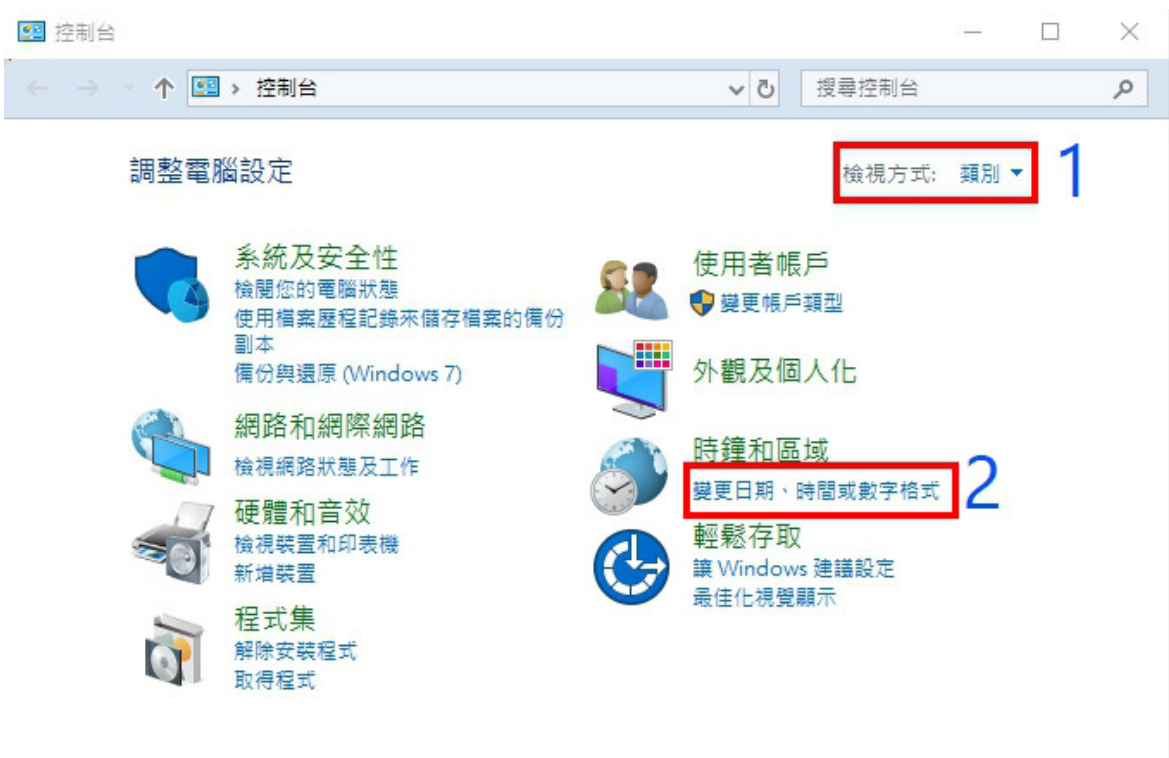 控制台
控制台
搜尋控制台
調整電腦設定
檢視方式: 類別
1
系統及安全性
檢閱您的電腦狀態
使用檔案歷程記錄來儲存檔案的備份
副本
備份與還原 (Windows 7)
網路和網際網路
檢視網路狀態及工作
硬體和音效
檢視裝置和印表機
新增裝置
程式集
解除安裝程式
取得程式
使用者帳戶
變更帳戶類型
外觀及個人化
時鐘和區域
變更日期、時間或數字格式
2
輕鬆存取
讓 Windows 建議設定
最佳化視覺顯示